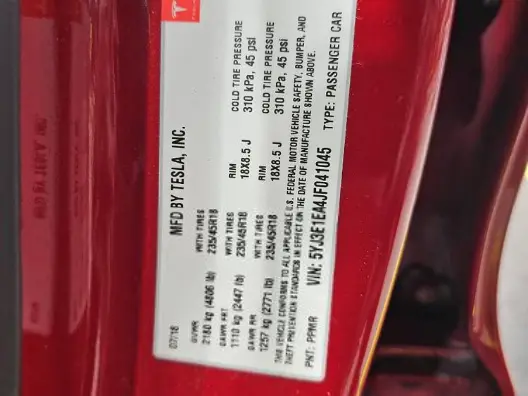 TESLA
MFD BY TESLA, INC.
07/18
GVWR
2180 kg (4806 lb)
WITH TIRES
235/45R18
RIM
18X8.5 J
COLD TIRE PRESSURE
310 kPa, 45 psi
GAWR FRT
1110 kg (2447 lb)
WITH TIRES
235/45R18
RIM
18X8.5 J
COLD TIRE PRESSURE
310 kPa, 45 psi
GAWR RR
1257 kg (2771 lb)
THIS VEHICLE CONFORMS TO ALL APPLICABLE U.S. FEDERAL MOTOR VEHICLE SAFETY, BUMPER, AND
THEFT PREVENTION STANDARDS IN EFFECT ON THE DATE OF MANUFACTURE SHOWN ABOVE.
VIN: 5YJ3E1EA4JF041045
TYPE: PASSENGER CAR
PNT: PPMR